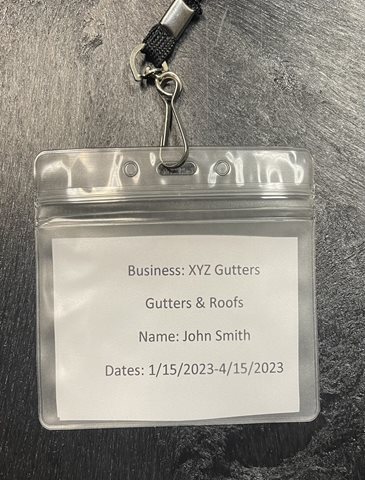 Business: XYZ Gutters
Gutters & Roofs
Name: John Smith
Dates: 1/15/2023-4/15/2023